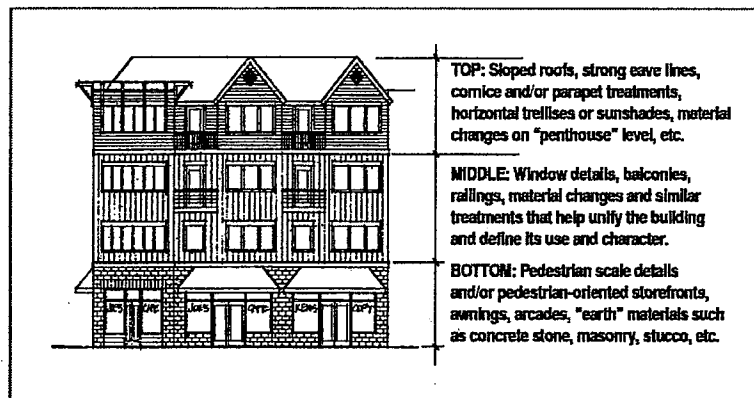 TOP: Sloped roofs, strong eave lines,
cornice and/or parapet treatments,
horizontal trellises or sunshades, material
changes on "penthouse" level, etc.
MIDDLE: Window details, balconies,
railings, material changes and similar
treatments that help unify the building
and define its use and character.
BOTTOM: Pedestrian scale details
and/or pedestrian-oriented storefronts,
awnings, arcades, "earth" materials such
as concrete stone, masonry, stucco, etc.